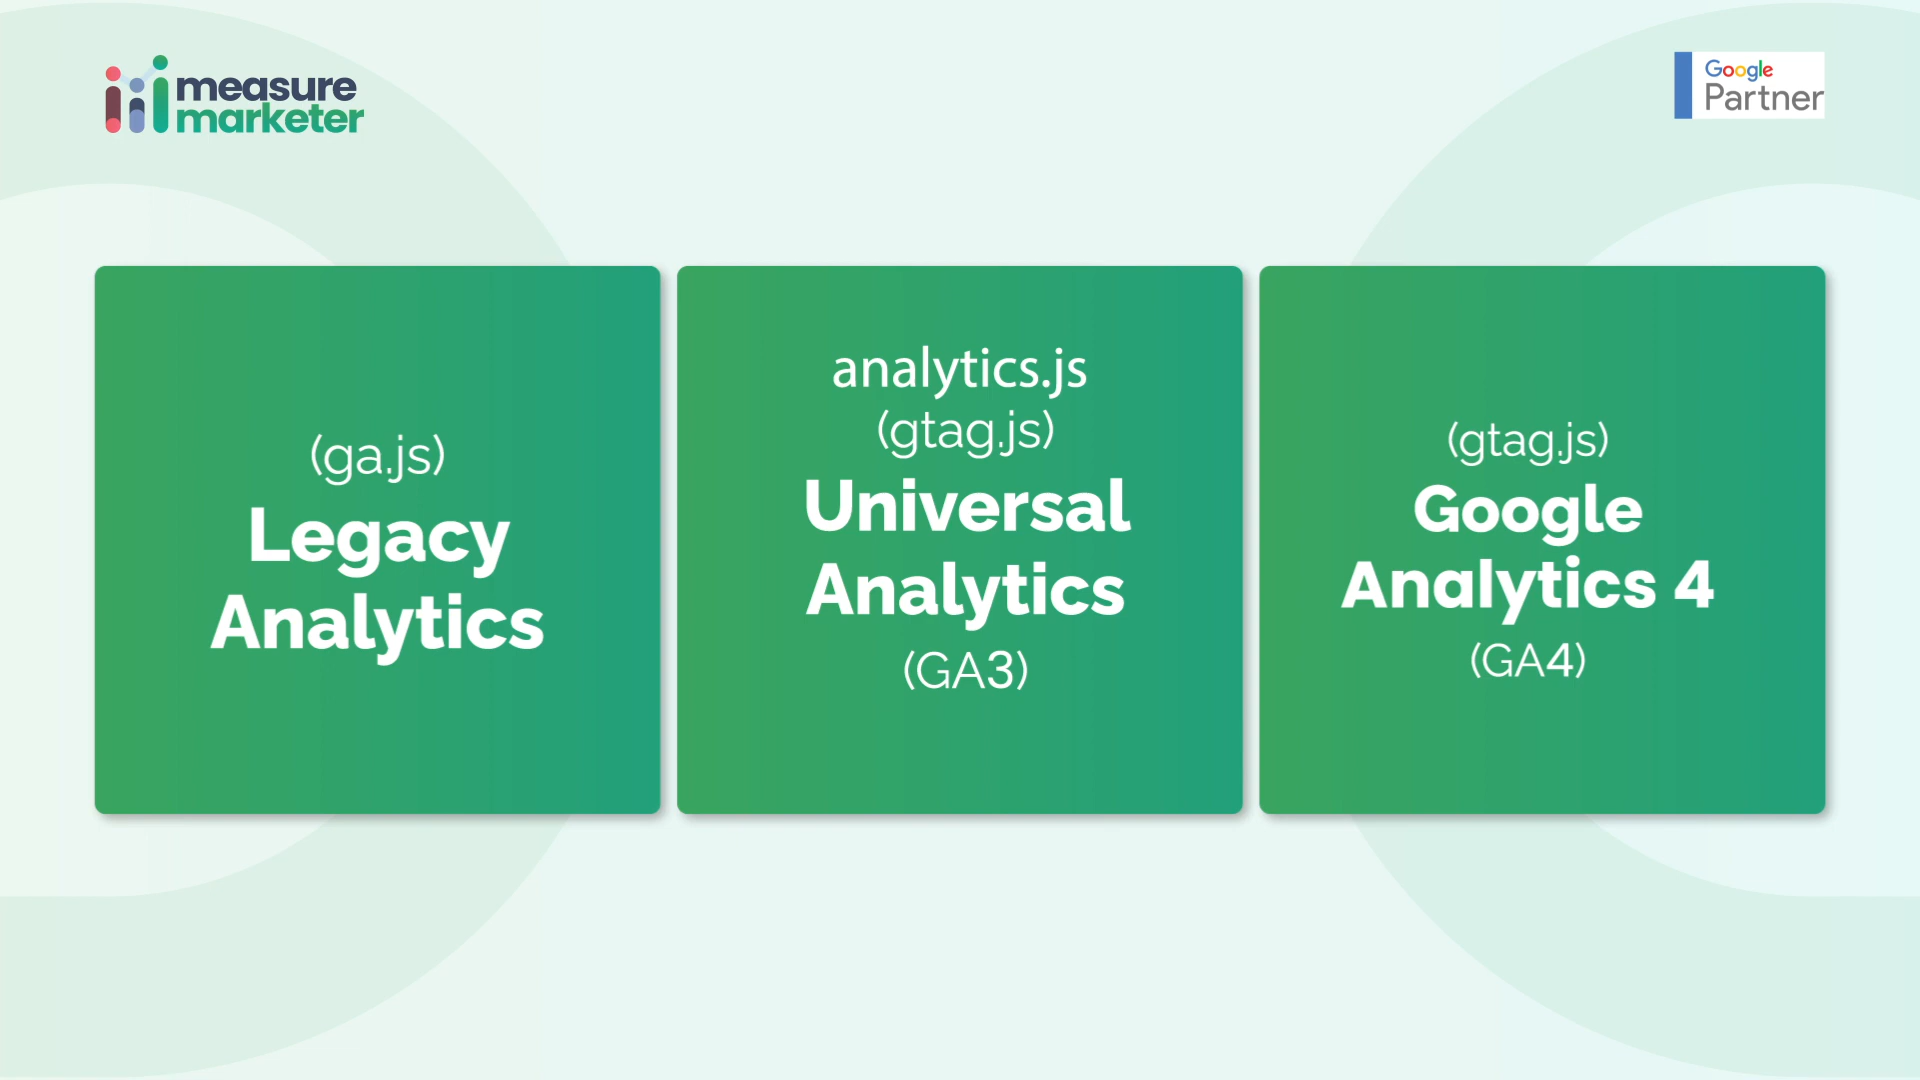 measure
marketer
Google
Partner
(ga.js)
Legacy
Analytics
analytics.js
(gtag.js)
Universal
Analytics
(GA3)
(gtag.js)
Google
Analytics 4
(GA4)